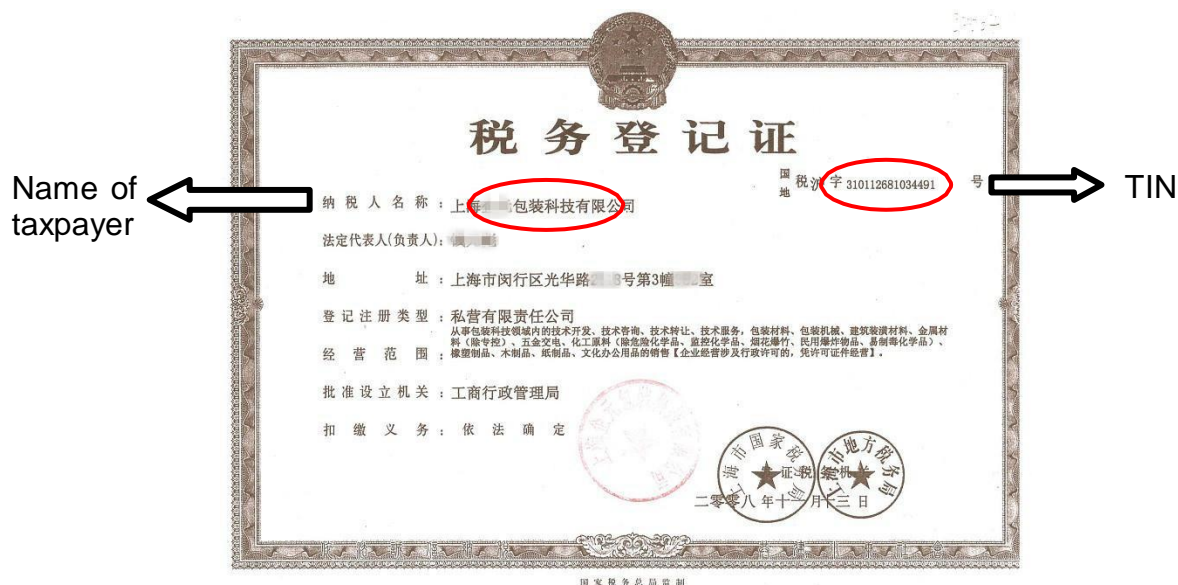 税务登记证
国
地 税沪字 310112681034491 号
Name of
taxpayer
TIN
纳税人名称：上海 包装科技有限公司
法定代表人(负责人)：
地 址：上海市闵行区光华路 8号第3幢 室
登记注册类型：私营有限责任公司
从事包装科技领域内的技术开发、技术咨询、技术转让、技术服务，包装材料、包装机械、建筑装潢材料、金属材
料（除专控）、五金交电、化工原料（除危险化学品、监控化学品、烟花爆竹、民用爆炸物品、易制毒化学品）、
经营范围：橡塑制品、木制品、纸制品、文化办公用品的销售【企业经营涉及行政许可的，凭许可证件经营】。
批准设立机关：工商行政管理局
扣缴义务：依法确定
上海市国家税务局
上海市地方税务局
证税 机
二零零八年十一月十三日
国家税务总局监制